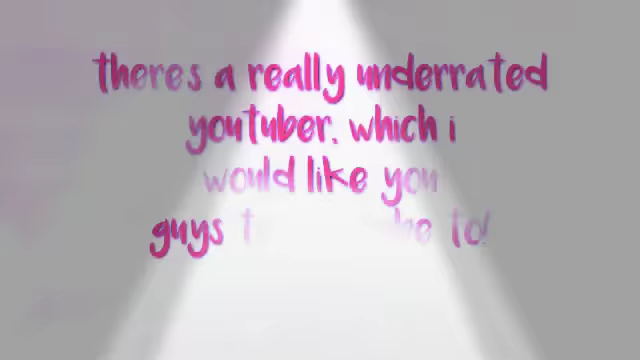 theres a really underrated
youtuber, which i
would like you
guys to!